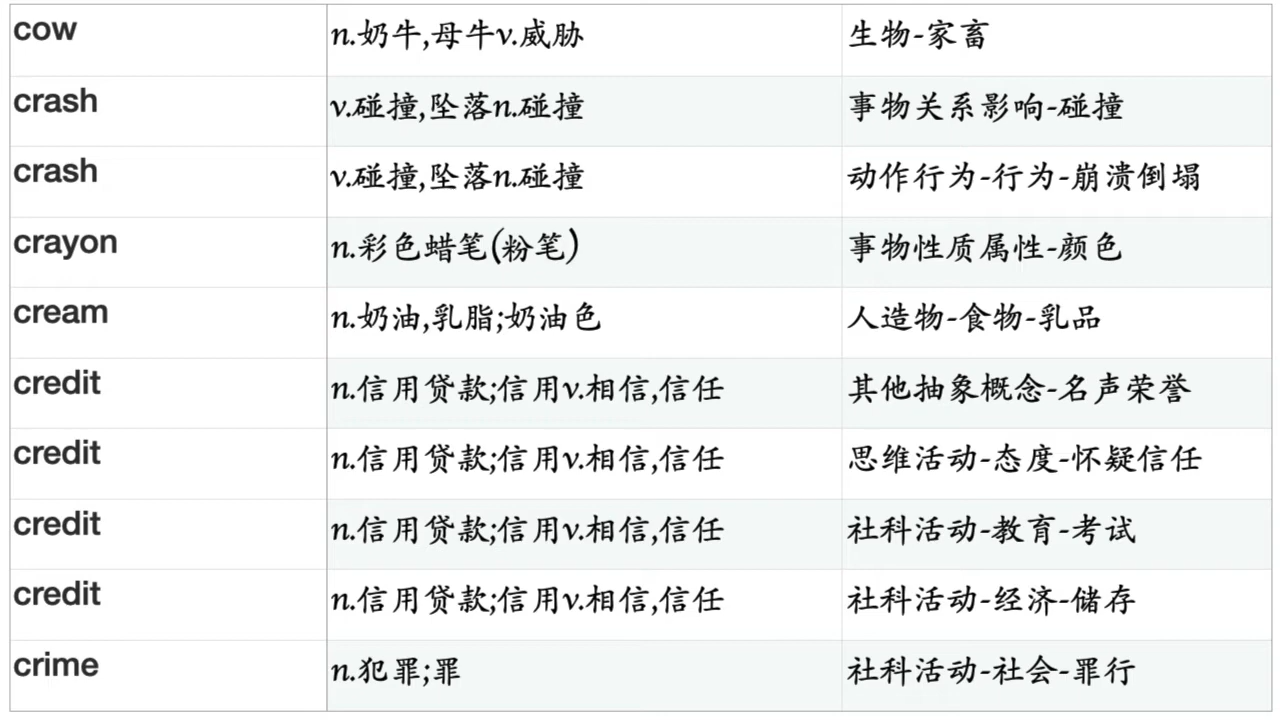 cow n.奶牛,母牛v.威胁 生物-家畜
crash v.碰撞,坠落n.碰撞 事物关系影响-碰撞
crash v.碰撞,坠落n.碰撞 动作行为-行为-崩溃倒塌
crayon n.彩色蜡笔(粉笔) 事物性质属性-颜色
cream n.奶油,乳脂;奶油色 人造物-食物-乳品
credit n.信用贷款;信用v.相信,信任 其他抽象概念-名声荣誉
credit n.信用贷款;信用v.相信,信任 思维活动-态度-怀疑信任
credit n.信用贷款;信用v.相信,信任 社科活动-教育-考试
credit n.信用贷款;信用v.相信,信任 社科活动-经济-储存
crime n.犯罪;罪 社科活动-社会-罪行